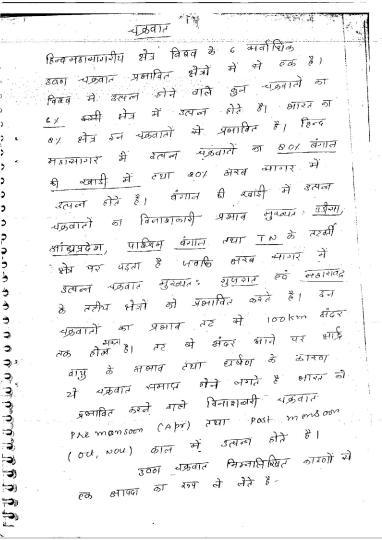 चक्रवात
हिन्दमहासागरीय क्षेत्र विश्व के 6 सर्वाधिक
उष्ण चक्रवात प्रभावित क्षेत्रों में से एक है।
विश्व में उत्पन्न होने वाले कुल चक्रवातों का
6% इसी क्षेत्र में उत्पन्न होते है। भारत का
8% क्षेत्र इन चक्रवातों से प्रभावित है। हिन्द
महासागर में उत्पन्न चक्रवातों का 80% बंगाल
की खाड़ी में तथा 20% अरब सागर में
उत्पन्न होते है। बंगाल की खाड़ी में उत्पन्न
चक्रवातों का विनाशकारी प्रभाव मुख्यतः उड़ीसा,
आंध्रप्रदेश, पश्चिम बंगाल तथा TN के तटवर्ती
क्षेत्र पर पड़ता है जबकि अरब सागर में
उत्पन्न चक्रवात मुख्यतः गुजरात एवं महाराष्ट्र
के तटीय क्षेत्रों को प्रभावित करते है। इन
चक्रवातों का प्रभाव तट से 100km अंदर
तक होता है। तट के अंदर आने पर आर्द्र
वायु के अभाव तथा घर्षण के कारण
ये चक्रवात समाप्त होने लगते है भारत को
प्रभावित करने वाले विनाशकारी चक्रवात
Pre mansoon (Apr) तथा Post monsoon
(Oct, Nov) काल में उत्पन्न होते है।
उष्ण चक्रवात निम्नलिखित कारणों से
एक आपदा का रूप ले लेते है-